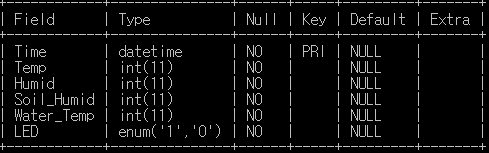 | Field | Type | Null | Key | Default | Extra |
| Time | datetime | NO | PRI | NULL | |
| Temp | int(11) | NO | | NULL | |
| Humid | int(11) | NO | | NULL | |
| Soil_Humid | int(11) | NO | | NULL | |
| Water_Temp | int(11) | NO | | NULL | |
| LED | enum('1','0') | NO | | NULL | |